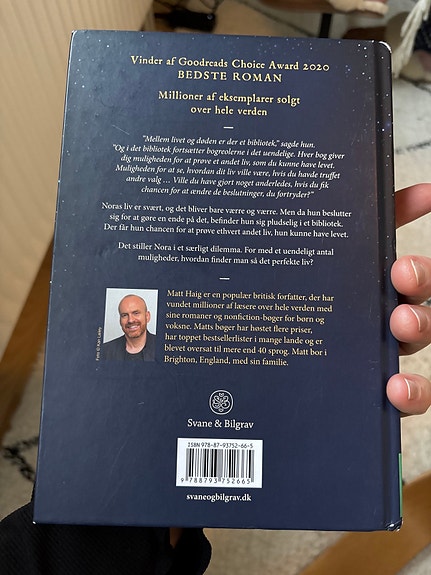 Vinder af Goodreads Choice Award 2020
BEDSTE ROMAN
Millioner af eksemplarer solgt
over hele verden
"Mellem livet og døden er der et bibliotek," sagde hun.
"Og i det bibliotek fortsætter bogreolerne i det uendelige. Hver bog giver
dig muligheden for at prøve et andet liv, som du kunne have levet.
Muligheden for at se, hvordan dit liv ville være, hvis du havde truffet
andre valg ... Ville du have gjort noget anderledes, hvis du fik
chancen for at ændre de beslutninger, du fortryder?"
Noras liv er svært, og det bliver bare værre og værre. Men da hun beslutter
sig for at gøre en ende på det, befinder hun sig pludselig i et bibliotek.
Der får hun chancen for at prøve ethvert andet liv, hun kunne have levet.
Det stiller Nora i et særligt dilemma. For med et uendeligt antal
muligheder, hvordan finder man så det perfekte liv?
Matt Haig er en populær britisk forfatter, der har
vundet millioner af læsere over hele verden med
sine romaner og nonfiction-bøger for børn og
voksne. Matts bøger har høstet flere priser,
har toppet bestsellerlister i mange lande og er
blevet oversat til mere end 40 sprog. Matt bor i
Brighton, England, med sin familie.
Svane & Bilgrav
ISBN 978-87-93752-66-5
9 788793 752665
svaneogbilgrav.dk